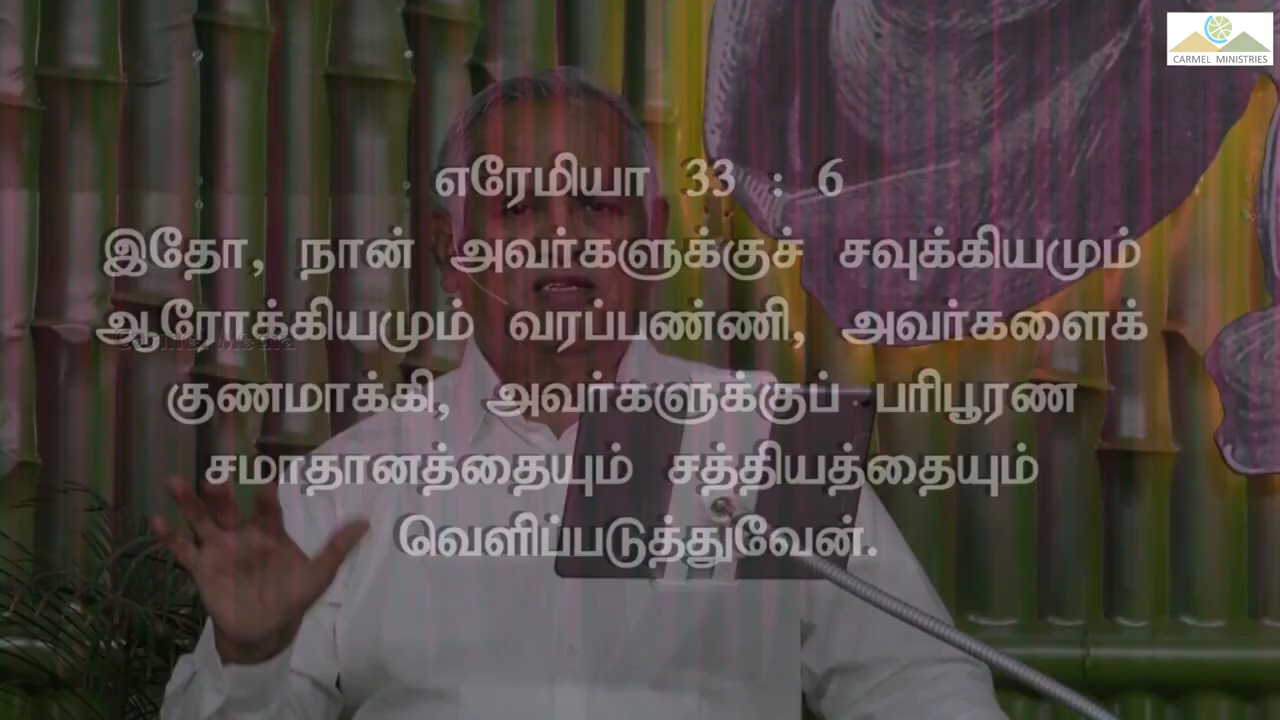 CARMEL MINISTRIES
எரேமியா 33 : 6
இதோ, நான் அவர்களுக்குச் சவுக்கியமும்
ஆரோக்கியமும் வரப்பண்ணி, அவர்களைக்
குணமாக்கி, அவர்களுக்குப் பரிபூரண
சமாதானத்தையும் சத்தியத்தையும்
வெளிப்படுத்துவேன்.